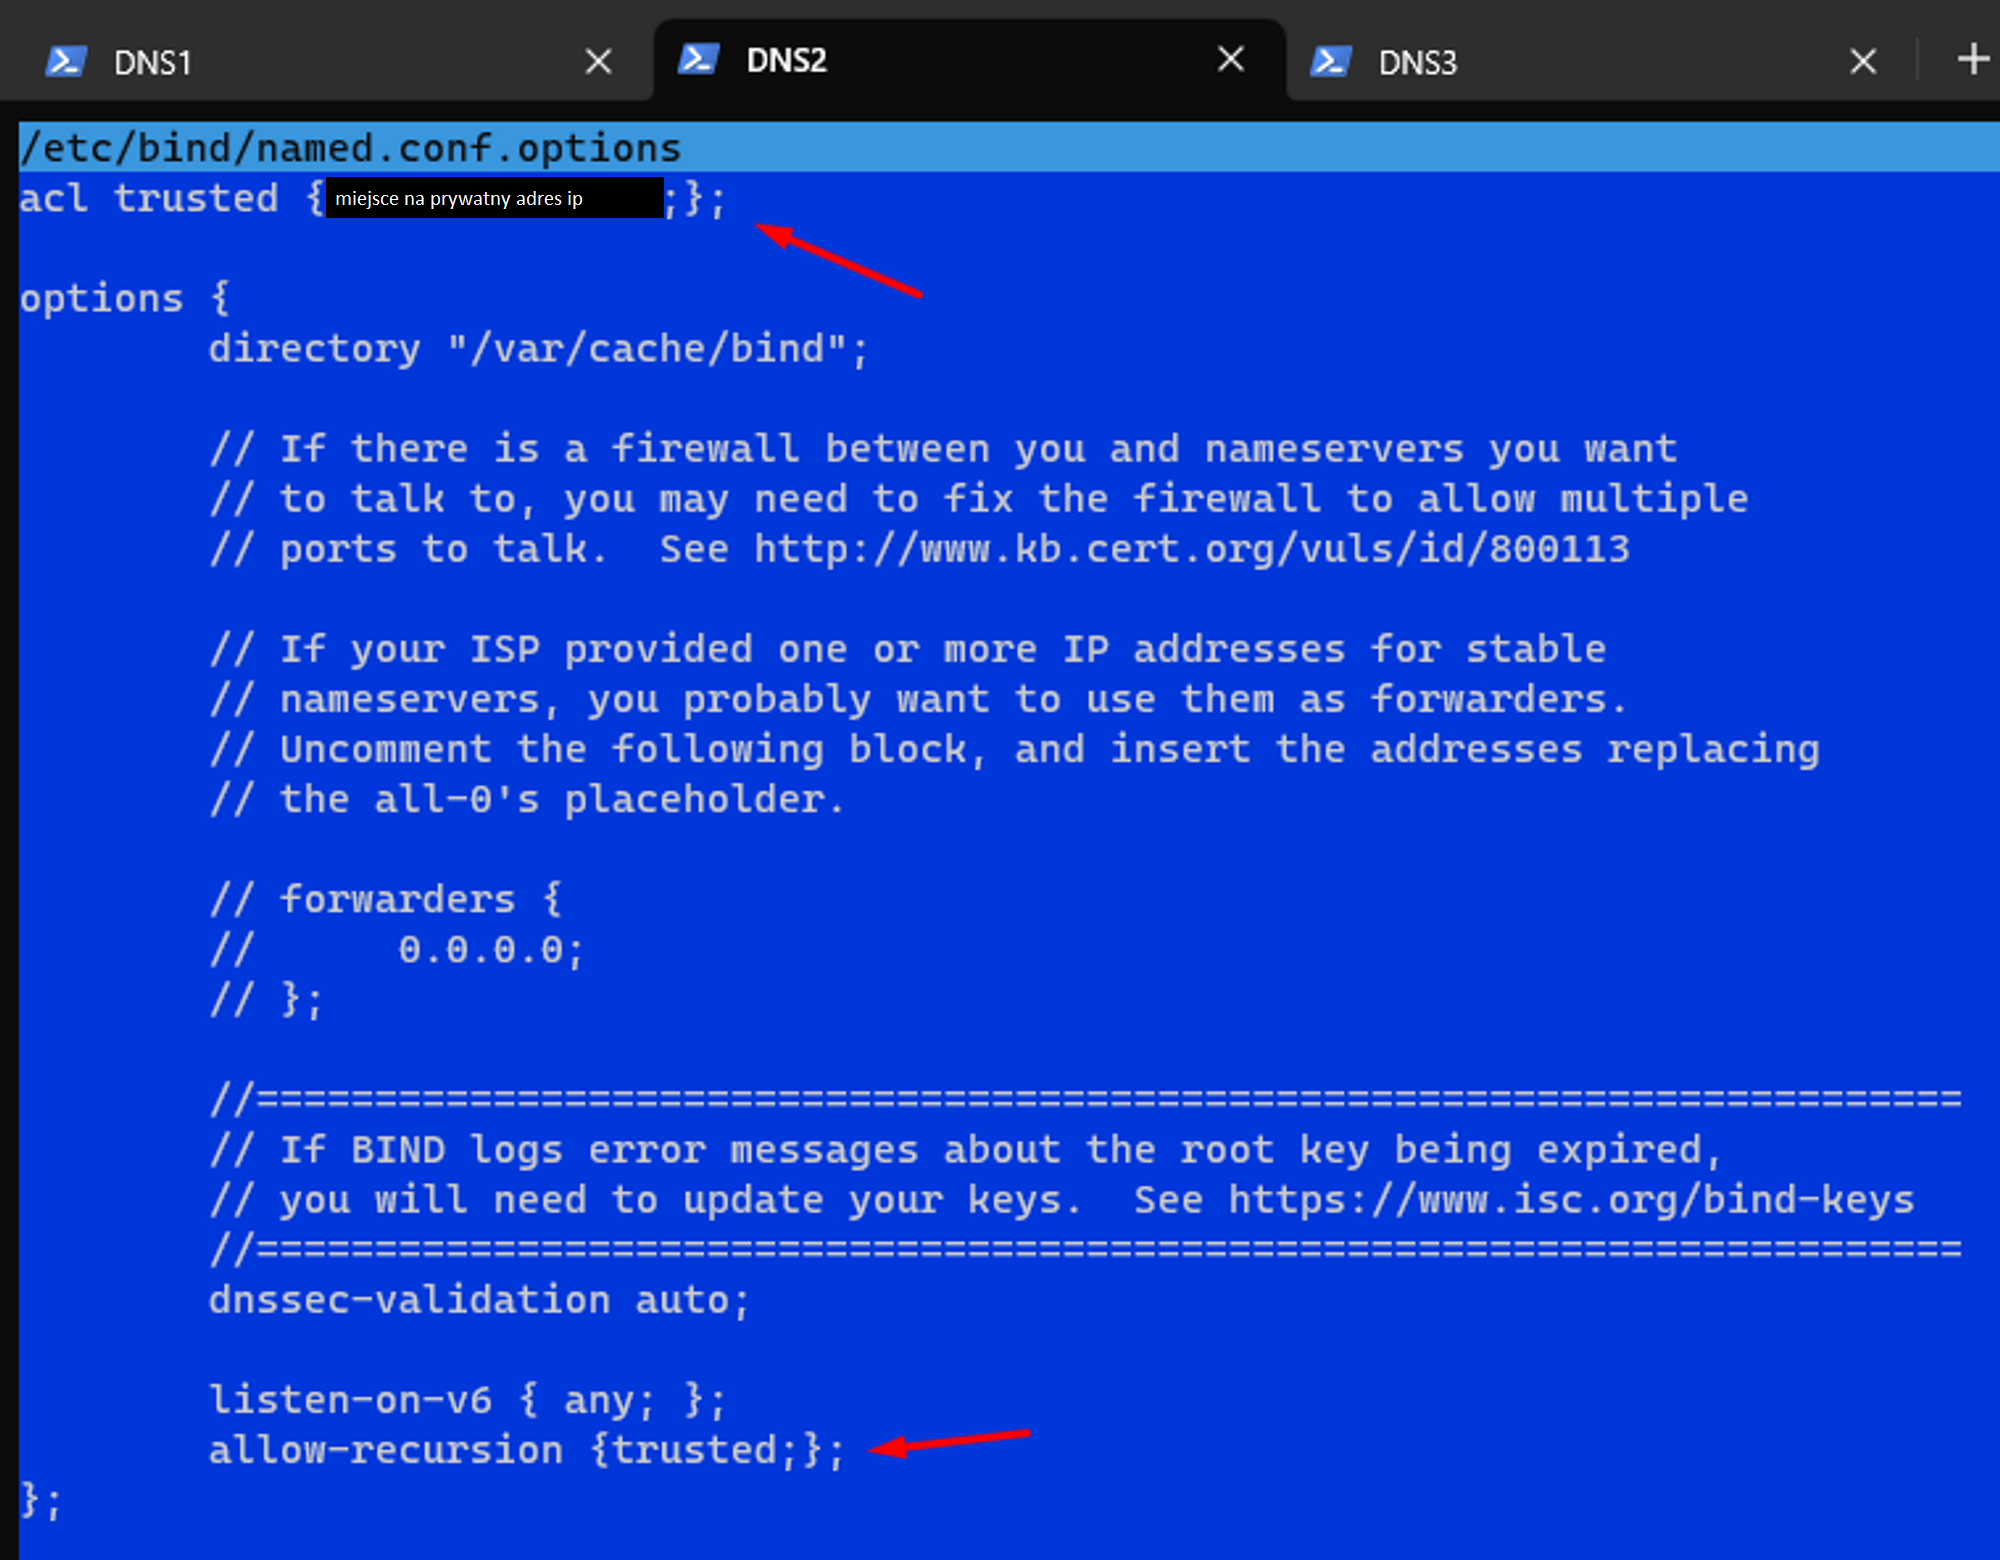 DNS1
DNS2
DNS3
/etc/bind/named.conf.options
acl trusted {miejsce na prywatny adres ip;};
options {
directory "/var/cache/bind";
// If there is a firewall between you and nameservers you want
// to talk to, you may need to fix the firewall to allow multiple
// ports to talk.  See http://www.kb.cert.org/vuls/id/800113
// If your ISP provided one or more IP addresses for stable
// nameservers, you probably want to use them as forwarders.
// Uncomment the following block, and insert the addresses replacing
// the all-0's placeholder.
// forwarders {
//      0.0.0.0;
// };
//========================================================================
// If BIND logs error messages about the root key being expired,
// you will need to update your keys.  See https://www.isc.org/bind-keys
//========================================================================
dnssec-validation auto;
listen-on-v6 { any; };
allow-recursion {trusted;};
};